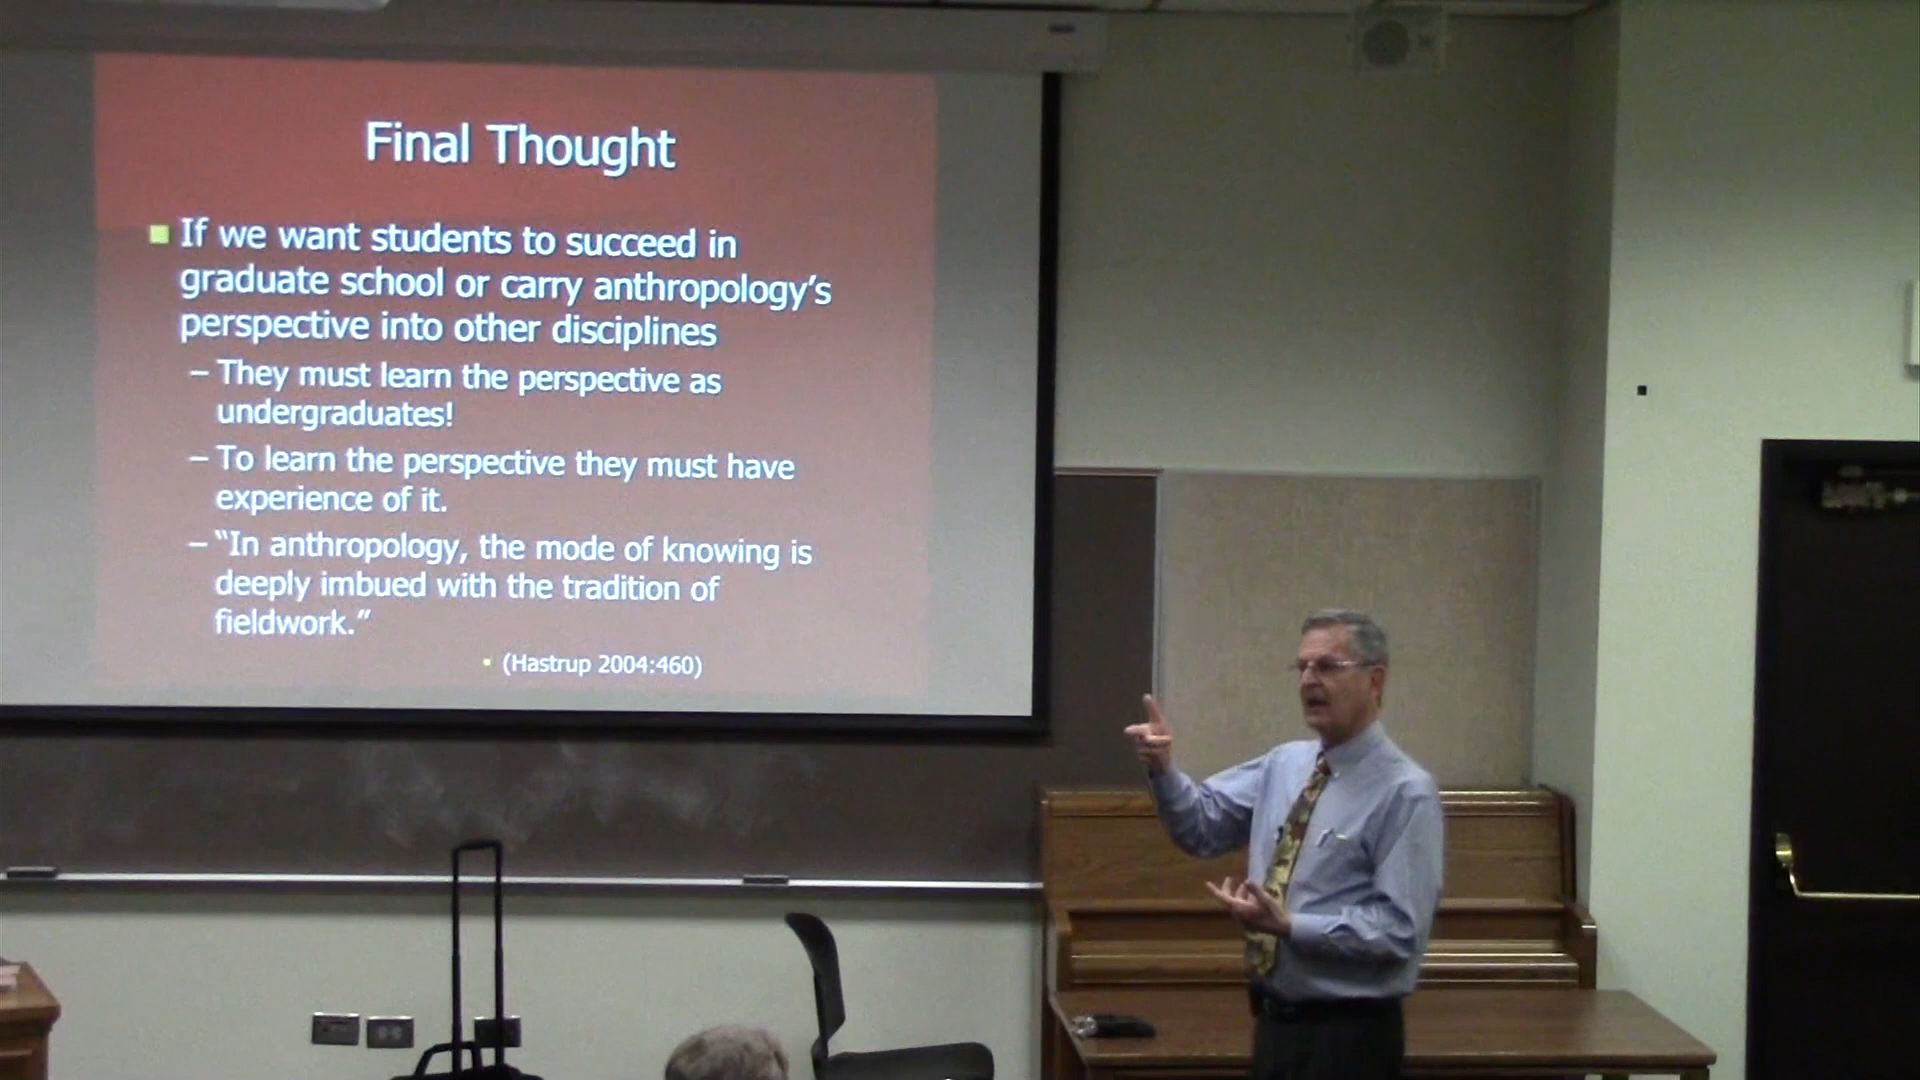 Final Thought
If we want students to succeed in
graduate school or carry anthropology's
perspective into other disciplines
– They must learn the perspective as
undergraduates!
– To learn the perspective they must have
experience of it.
– “In anthropology, the mode of knowing is
deeply imbued with the tradition of
fieldwork.”
• (Hastrup 2004:460)